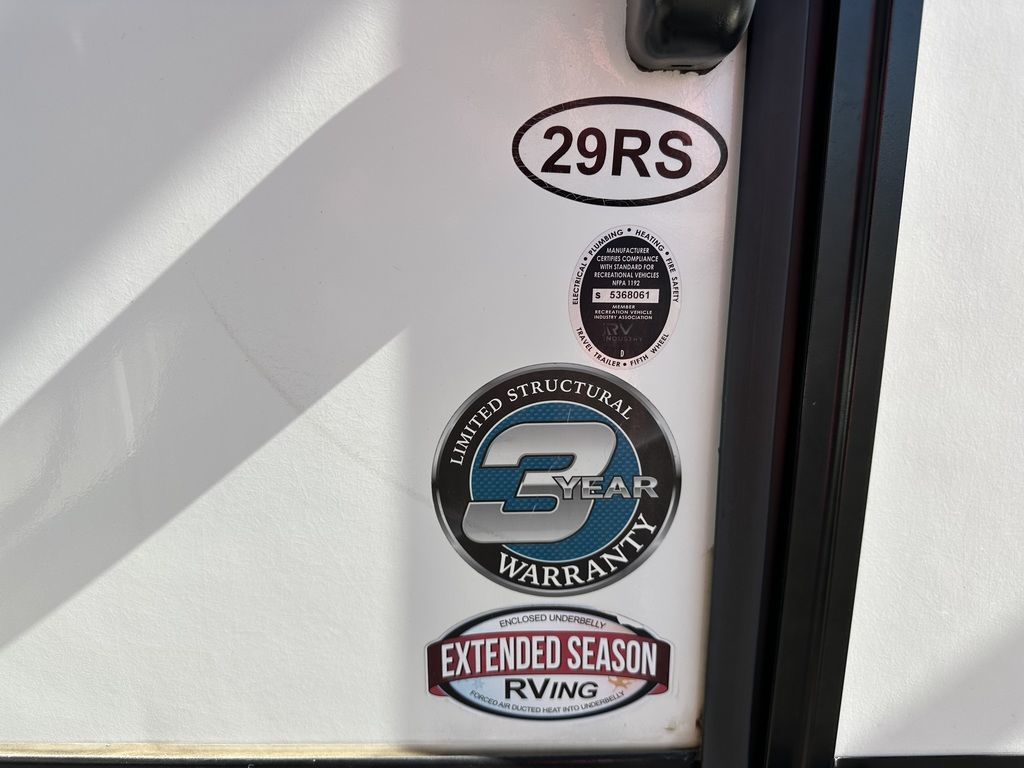 29RS
ELECTRICAL • PLUMBING • HEATING • FIRE SAFETY
MANUFACTURER
CERTIFIES COMPLIANCE
WITH STANDARD FOR
RECREATIONAL VEHICLES
NFPA 1192
S 5368061
MEMBER
RECREATION VEHICLE
INDUSTRY ASSOCIATION
RV
INDUSTRY
D
TRAVEL TRAILER • FIFTH WHEEL
LIMITED STRUCTURAL
3 YEAR
WARRANTY
ENCLOSED UNDERBELLY
EXTENDED SEASON
RVING
FORCED AIR DUCTED HEAT INTO UNDERBELLY